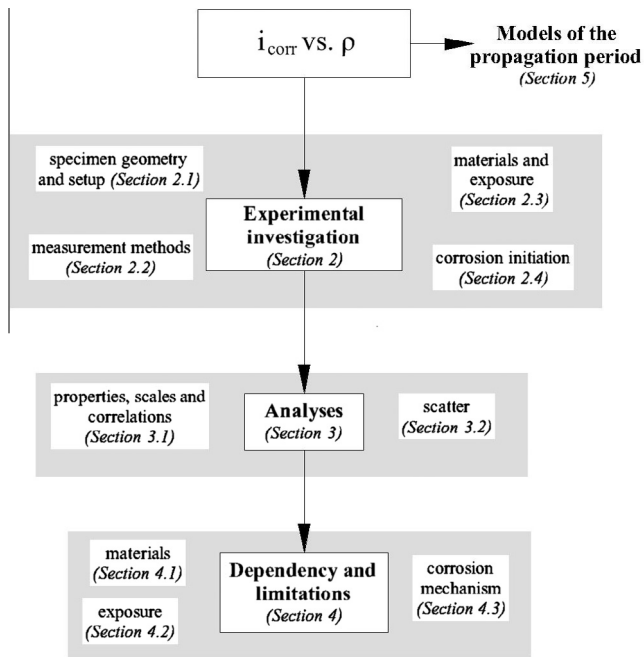 i_corr vs. ρ
Models of the
propagation period
(Section 5)
specimen geometry
and setup (Section 2.1)
materials and
exposure
(Section 2.3)
Experimental
investigation
(Section 2)
measurement methods
(Section 2.2)
corrosion initiation
(Section 2.4)
properties, scales and
correlations
(Section 3.1)
Analyses
(Section 3)
scatter
(Section 3.2)
materials
(Section 4.1)
exposure
(Section 4.2)
Dependency and
limitations
(Section 4)
corrosion
mechanism
(Section 4.3)